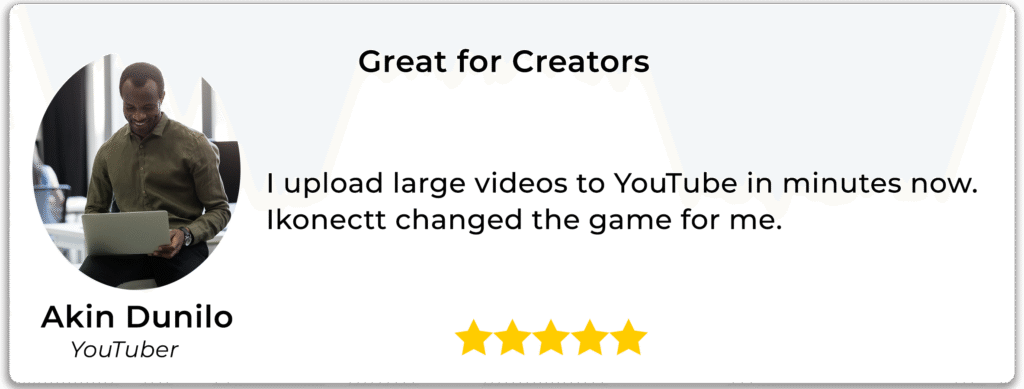 Great for Creators
I upload large videos to YouTube in minutes now.
Ikonectt changed the game for me.
Akin Dunilo
YouTuber